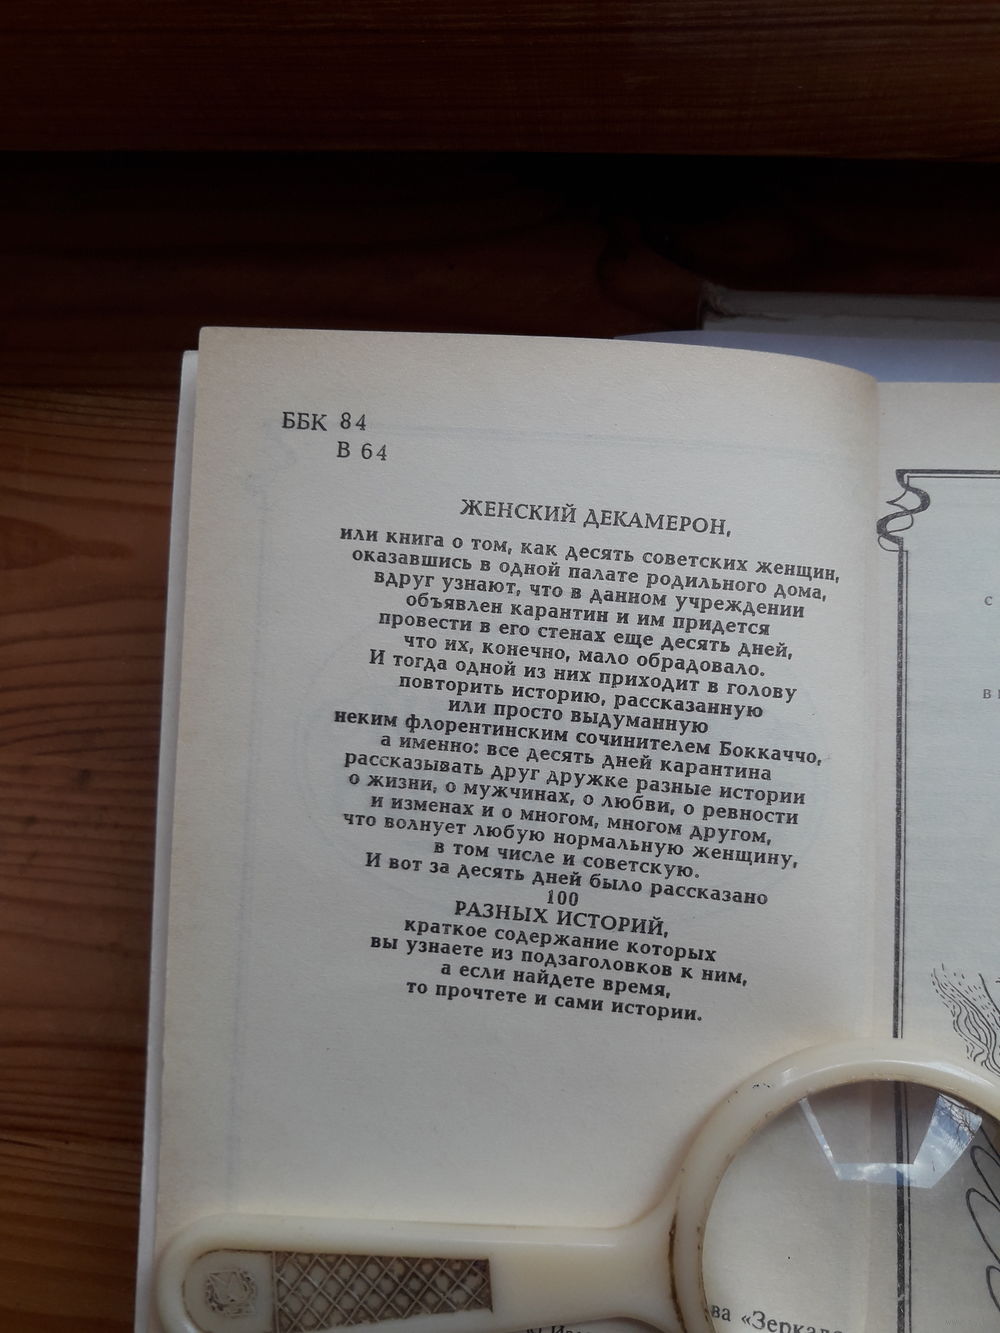 ББК 84
В 64
ЖЕНСКИЙ ДЕКАМЕРОН,
или книга о том, как десять советских женщин,
оказавшись в одной палате родильного дома,
вдруг узнают, что в данном учреждении
объявлен карантин и им придется
провести в его стенах еще десять дней,
что их, конечно, мало обрадовало.
И тогда одной из них приходит в голову
повторить историю, рассказанную
или просто выдуманную
неким флорентинским сочинителем Боккаччо,
а именно: все десять дней карантина
рассказывать друг дружке разные истории
о жизни, о мужчинах, о любви, о ревности
и изменах и о многом, многом другом,
что волнует любую нормальную женщину,
в том числе и советскую.
И вот за десять дней было рассказано
100
РАЗНЫХ ИСТОРИЙ,
краткое содержание которых
вы узнаете из подзаголовков к ним,
а если найдете время,
то прочтете и сами истории.
ва «Зеркало